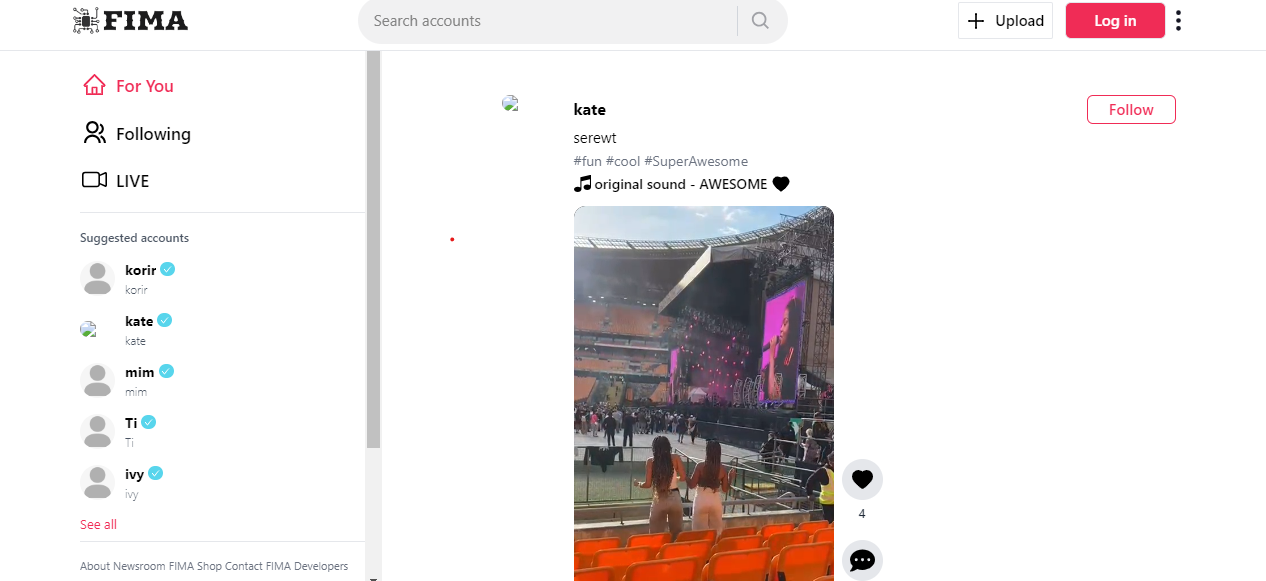 FIMA
Search accounts
Upload
Log in
For You
Following
LIVE
Suggested accounts
korir
korir
kate
kate
mim
mim
Ti
Ti
ivy
ivy
See all
About Newsroom FIMA Shop Contact FIMA Developers
kate
Follow
serewt
#fun #cool #SuperAwesome
original sound - AWESOME
4